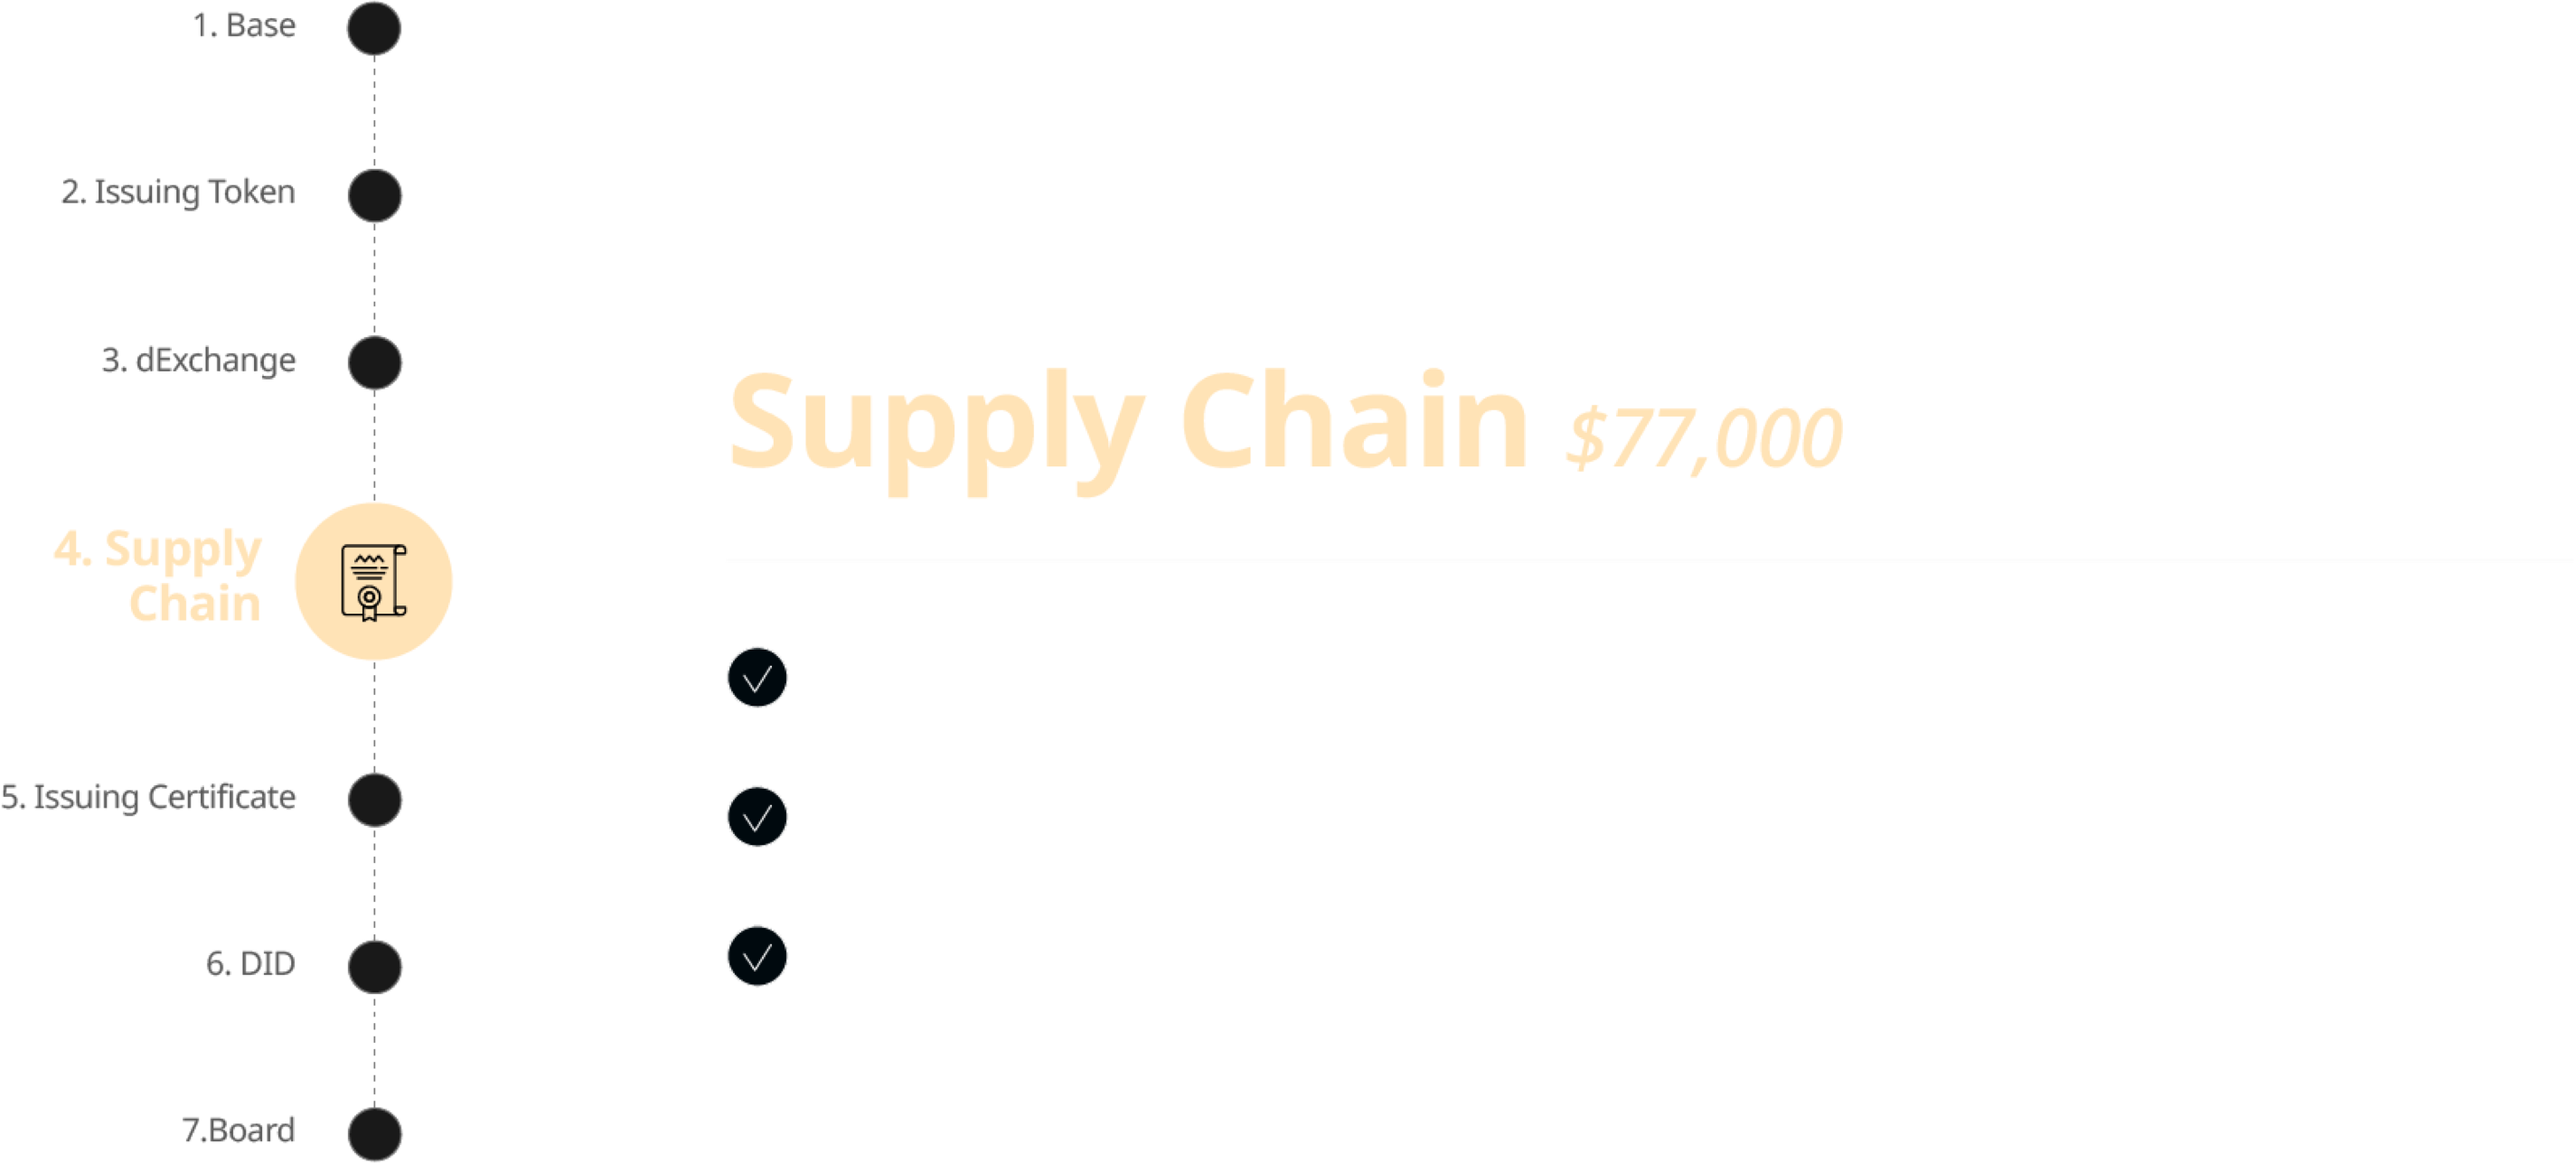 1. Base
2. Issuing Token
3. dExchange
4. Supply
Chain
5. Issuing Certificate
6. DID
7.Board
Supply Chain $77,000